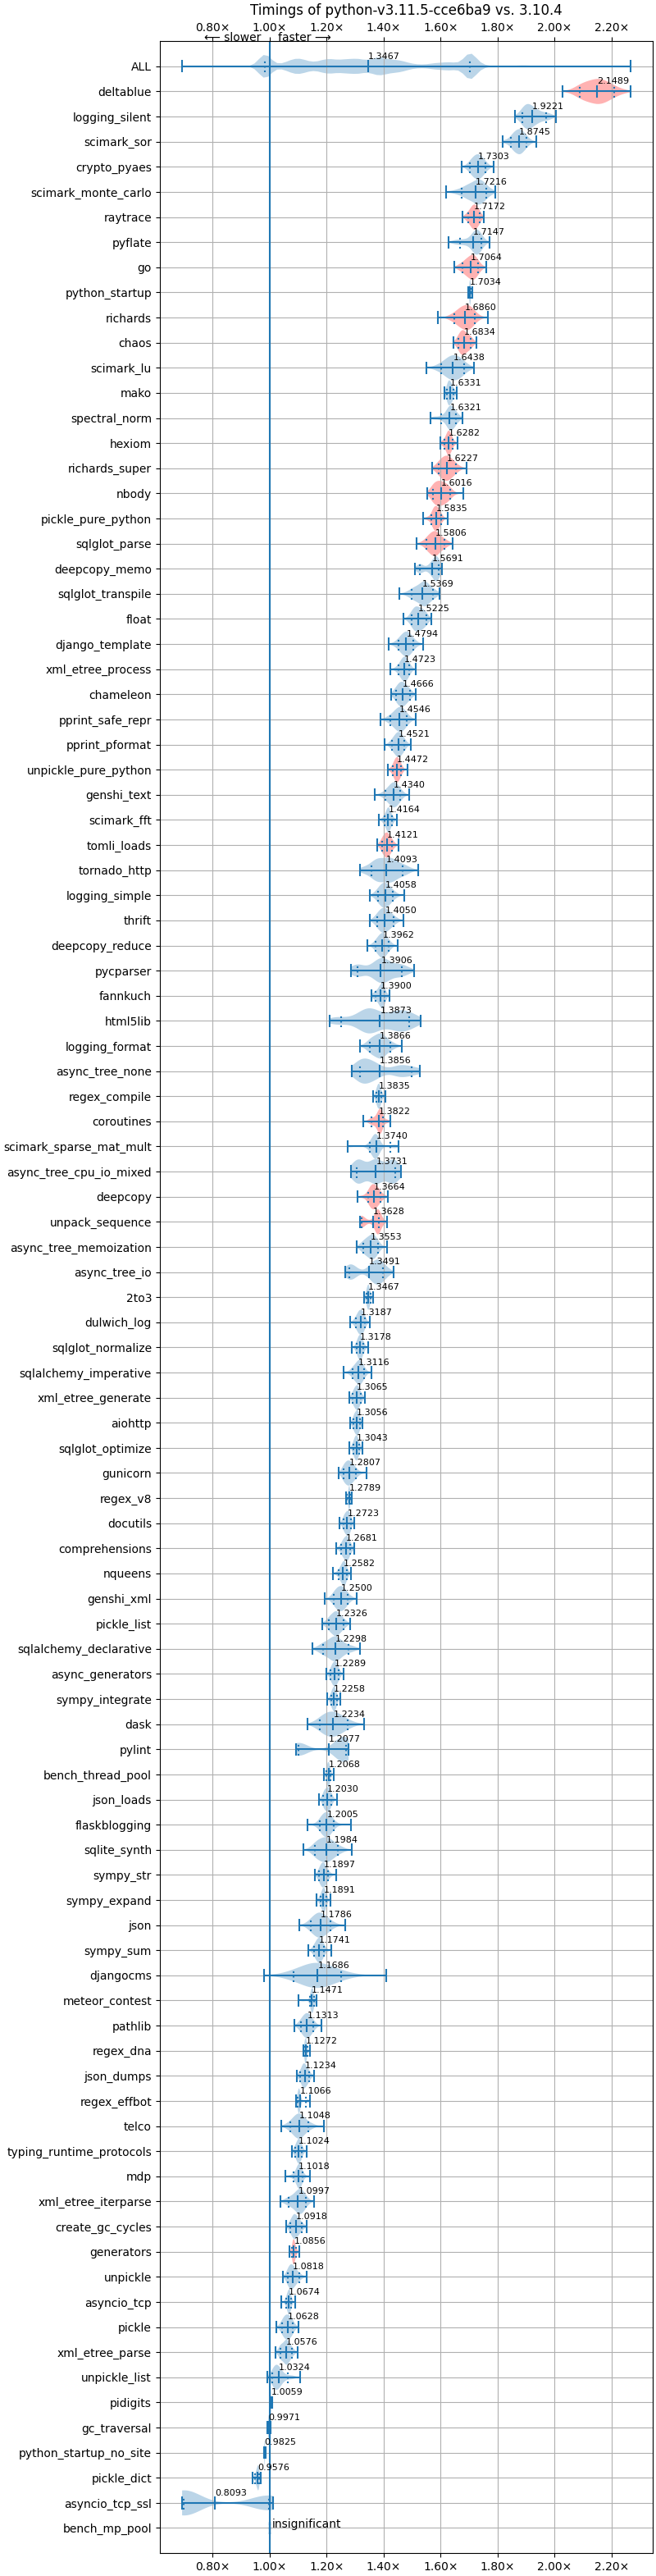 Timings of python-v3.11.5-cce6ba9 vs. 3.10.4
0.80× 1.00× 1.20× 1.40× 1.60× 1.80× 2.00× 2.20×
⟵ slower faster ⟶
ALL 1.3467
deltablue 2.1489
logging_silent 1.9221
scimark_sor 1.8745
crypto_pyaes 1.7303
scimark_monte_carlo 1.7216
raytrace 1.7172
pyflate 1.7147
go 1.7064
python_startup 1.7034
richards 1.6860
chaos 1.6834
scimark_lu 1.6438
mako 1.6331
spectral_norm 1.6321
hexiom 1.6282
richards_super 1.6227
nbody 1.6016
pickle_pure_python 1.5835
sqlglot_parse 1.5806
deepcopy_memo 1.5691
sqlglot_transpile 1.5369
float 1.5225
django_template 1.4794
xml_etree_process 1.4723
chameleon 1.4666
pprint_safe_repr 1.4546
pprint_pformat 1.4521
unpickle_pure_python 1.4472
genshi_text 1.4340
scimark_fft 1.4164
tomli_loads 1.4121
tornado_http 1.4093
logging_simple 1.4058
thrift 1.4050
deepcopy_reduce 1.3962
pycparser 1.3906
fannkuch 1.3900
html5lib 1.3873
logging_format 1.3866
async_tree_none 1.3856
regex_compile 1.3835
coroutines 1.3822
scimark_sparse_mat_mult 1.3740
async_tree_cpu_io_mixed 1.3731
deepcopy 1.3664
unpack_sequence 1.3628
async_tree_memoization 1.3553
async_tree_io 1.3491
2to3 1.3467
dulwich_log 1.3187
sqlglot_normalize 1.3178
sqlalchemy_imperative 1.3116
xml_etree_generate 1.3065
aiohttp 1.3056
sqlglot_optimize 1.3043
gunicorn 1.2807
regex_v8 1.2789
docutils 1.2723
comprehensions 1.2681
nqueens 1.2582
genshi_xml 1.2500
pickle_list 1.2326
sqlalchemy_declarative 1.2298
async_generators 1.2289
sympy_integrate 1.2258
dask 1.2234
pylint 1.2077
bench_thread_pool 1.2068
json_loads 1.2030
flaskblogging 1.2005
sqlite_synth 1.1984
sympy_str 1.1897
sympy_expand 1.1891
json 1.1786
sympy_sum 1.1741
djangocms 1.1686
meteor_contest 1.1471
pathlib 1.1313
regex_dna 1.1272
json_dumps 1.1234
regex_effbot 1.1066
telco 1.1048
typing_runtime_protocols 1.1024
mdp 1.1018
xml_etree_iterparse 1.0997
create_gc_cycles 1.0918
generators 1.0856
unpickle 1.0818
asyncio_tcp 1.0674
pickle 1.0628
xml_etree_parse 1.0576
unpickle_list 1.0324
pidigits 1.0059
gc_traversal 0.9971
python_startup_no_site 0.9825
pickle_dict 0.9576
asyncio_tcp_ssl 0.8093
bench_mp_pool insignificant
0.80× 1.00× 1.20× 1.40× 1.60× 1.80× 2.00× 2.20×